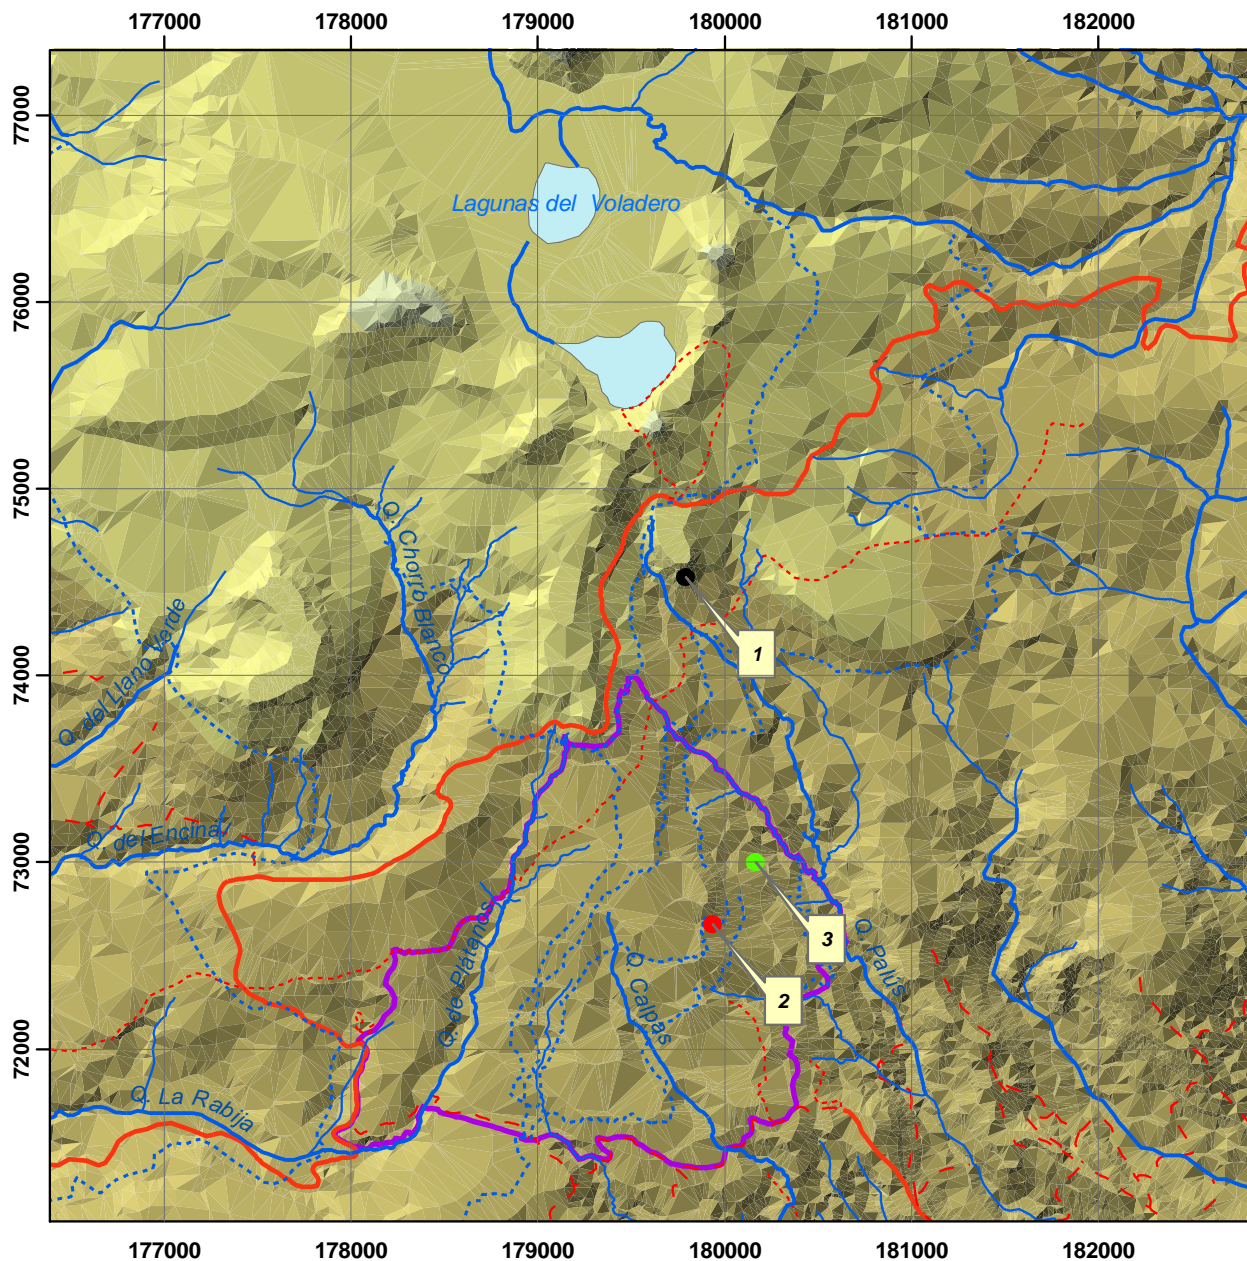 177000 178000 179000 180000 181000 182000
77000
Lagunas del Voladero
76000
75000
Q. Chorro Blanco
1
74000
Q. del Llano Verde
Q. del Encinal
73000
Q. de Plátanos
Q. Calpas
Q. Palús
3
2
72000
Q. La Rabija
177000 178000 179000 180000 181000 182000